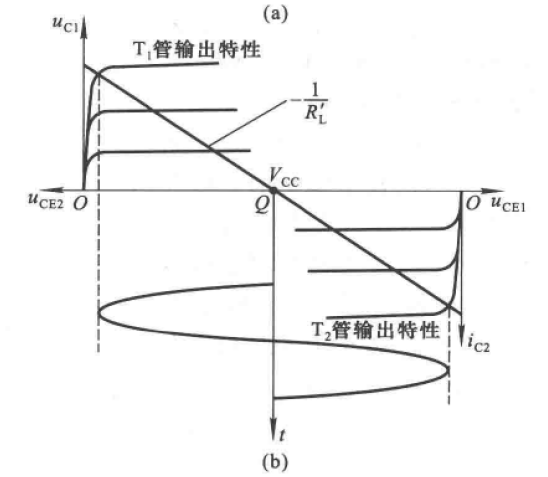 (a)
u_C1
T₁管输出特性
-1/R′_L
V_CC
u_CE2
O
Q
O
u_CE1
T₂管输出特性
i_C2
t
(b)